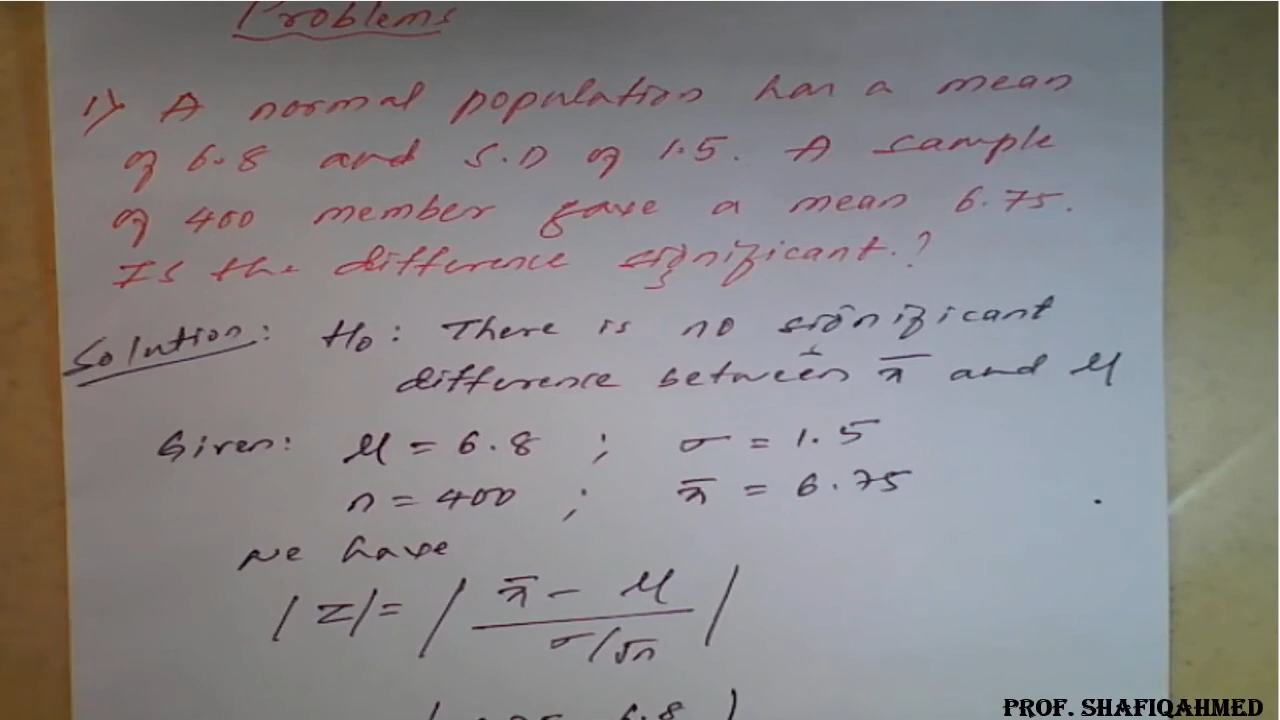 Problems
1) A normal population has a mean
of 6.8 and S.D of 1.5. A sample
of 400 member gave a mean 6.75.
Is the difference significant.?
Solution: H₀: There is no significant
difference between x̄ and μ
Given: μ = 6.8 ; σ = 1.5
n = 400 ; x̄ = 6.75
We have
|Z| = | x̄ - μ / σ/√n |
6.8
PROF. SHAFIQAHMED